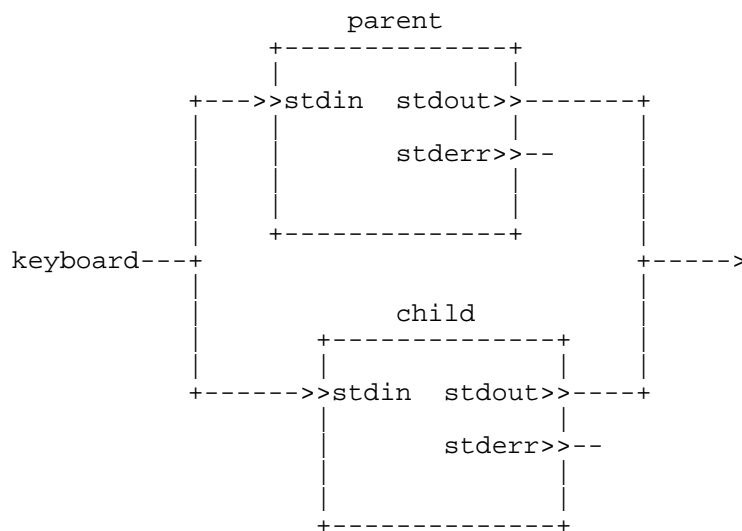 parent
stdin stdout
stderr
keyboard
child
stdin stdout
stderr